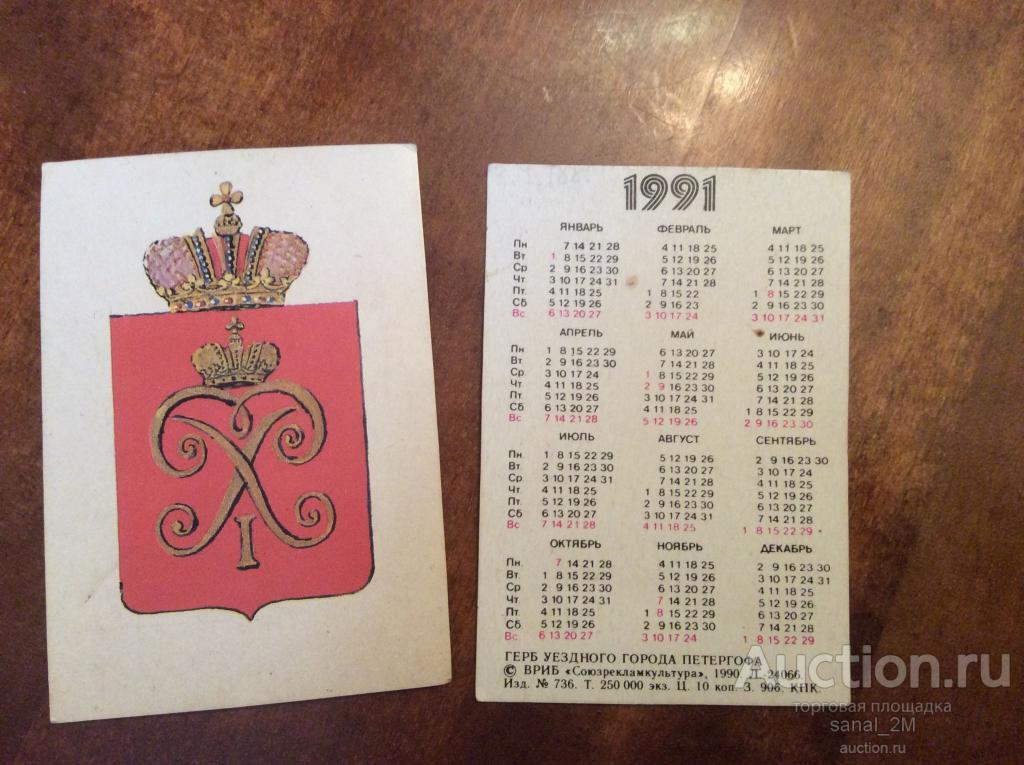 I
1991
ЯНВАРЬ ФЕВРАЛЬ МАРТ
Пн 7 14 21 28 4 11 18 25 4 11 18 25
Вт 1 8 15 22 29 5 12 19 26 5 12 19 26
Ср 2 9 16 23 30 6 13 20 27 6 13 20 27
Чт 3 10 17 24 31 7 14 21 28 7 14 21 28
Пт 4 11 18 25 1 8 15 22 1 8 15 22 29
Сб 5 12 19 26 2 9 16 23 2 9 16 23 30
Вс 6 13 20 27 3 10 17 24 3 10 17 24 31
АПРЕЛЬ МАЙ ИЮНЬ
Пн 1 8 15 22 29 6 13 20 27 3 10 17 24
Вт 2 9 16 23 30 7 14 21 28 4 11 18 25
Ср 3 10 17 24 1 8 15 22 29 5 12 19 26
Чт 4 11 18 25 2 9 16 23 30 6 13 20 27
Пт 5 12 19 26 3 10 17 24 31 7 14 21 28
Сб 6 13 20 27 4 11 18 25 1 8 15 22 29
Вс 7 14 21 28 5 12 19 26 2 9 16 23 30
ИЮЛЬ АВГУСТ СЕНТЯБРЬ
Пн 1 8 15 22 29 5 12 19 26 2 9 16 23 30
Вт 2 9 16 23 30 6 13 20 27 3 10 17 24
Ср 3 10 17 24 31 7 14 21 28 4 11 18 25
Чт 4 11 18 25 1 8 15 22 29 5 12 19 26
Пт 5 12 19 26 2 9 16 23 30 6 13 20 27
Сб 6 13 20 27 3 10 17 24 31 7 14 21 28
Вс 7 14 21 28 4 11 18 25 1 8 15 22 29
ОКТЯБРЬ НОЯБРЬ ДЕКАБРЬ
Пн 7 14 21 28 4 11 18 25 2 9 16 23 30
Вт 1 8 15 22 29 5 12 19 26 3 10 17 24 31
Ср 2 9 16 23 30 6 13 20 27 4 11 18 25
Чт 3 10 17 24 31 7 14 21 28 5 12 19 26
Пт 4 11 18 25 1 8 15 22 29 6 13 20 27
Сб 5 12 19 26 2 9 16 23 30 7 14 21 28
Вс 6 13 20 27 3 10 17 24 1 8 15 22 29
ГЕРБ УЕЗДНОГО ГОРОДА ПЕТЕРГОФА
© ВРИБ «Союзрекламкультура», 1990. Л-24066
Изд. № 736. Т. 250 000 экз. Ц. 10 коп. З. 906. КПК.
Auction.ru
торговая площадка
sanal_2M
auction.ru